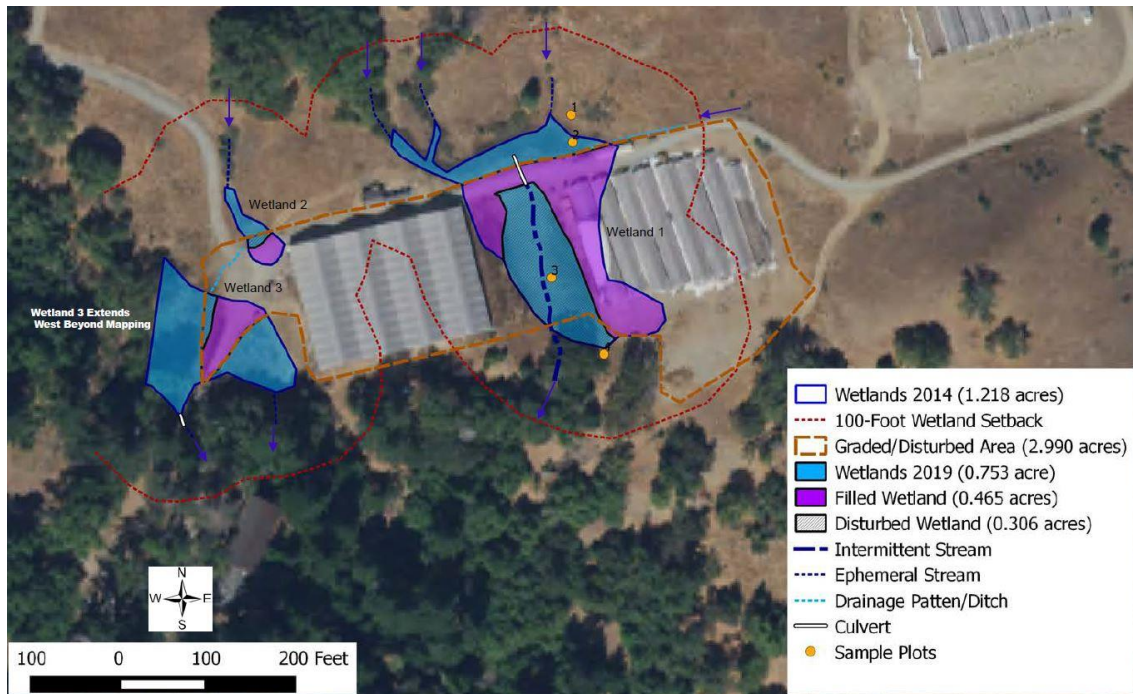 1
2
Wetland 2
Wetland 1
3
Wetland 3
Wetland 3 Extends
West Beyond Mapping
Wetlands 2014 (1.218 acres)
100-Foot Wetland Setback
Graded/Disturbed Area (2.990 acres)
Wetlands 2019 (0.753 acre)
Filled Wetland (0.465 acres)
Disturbed Wetland (0.306 acres)
Intermittent Stream
Ephemeral Stream
Drainage Patten/Ditch
Culvert
Sample Plots
N
W E
S
100 0 100 200 Feet